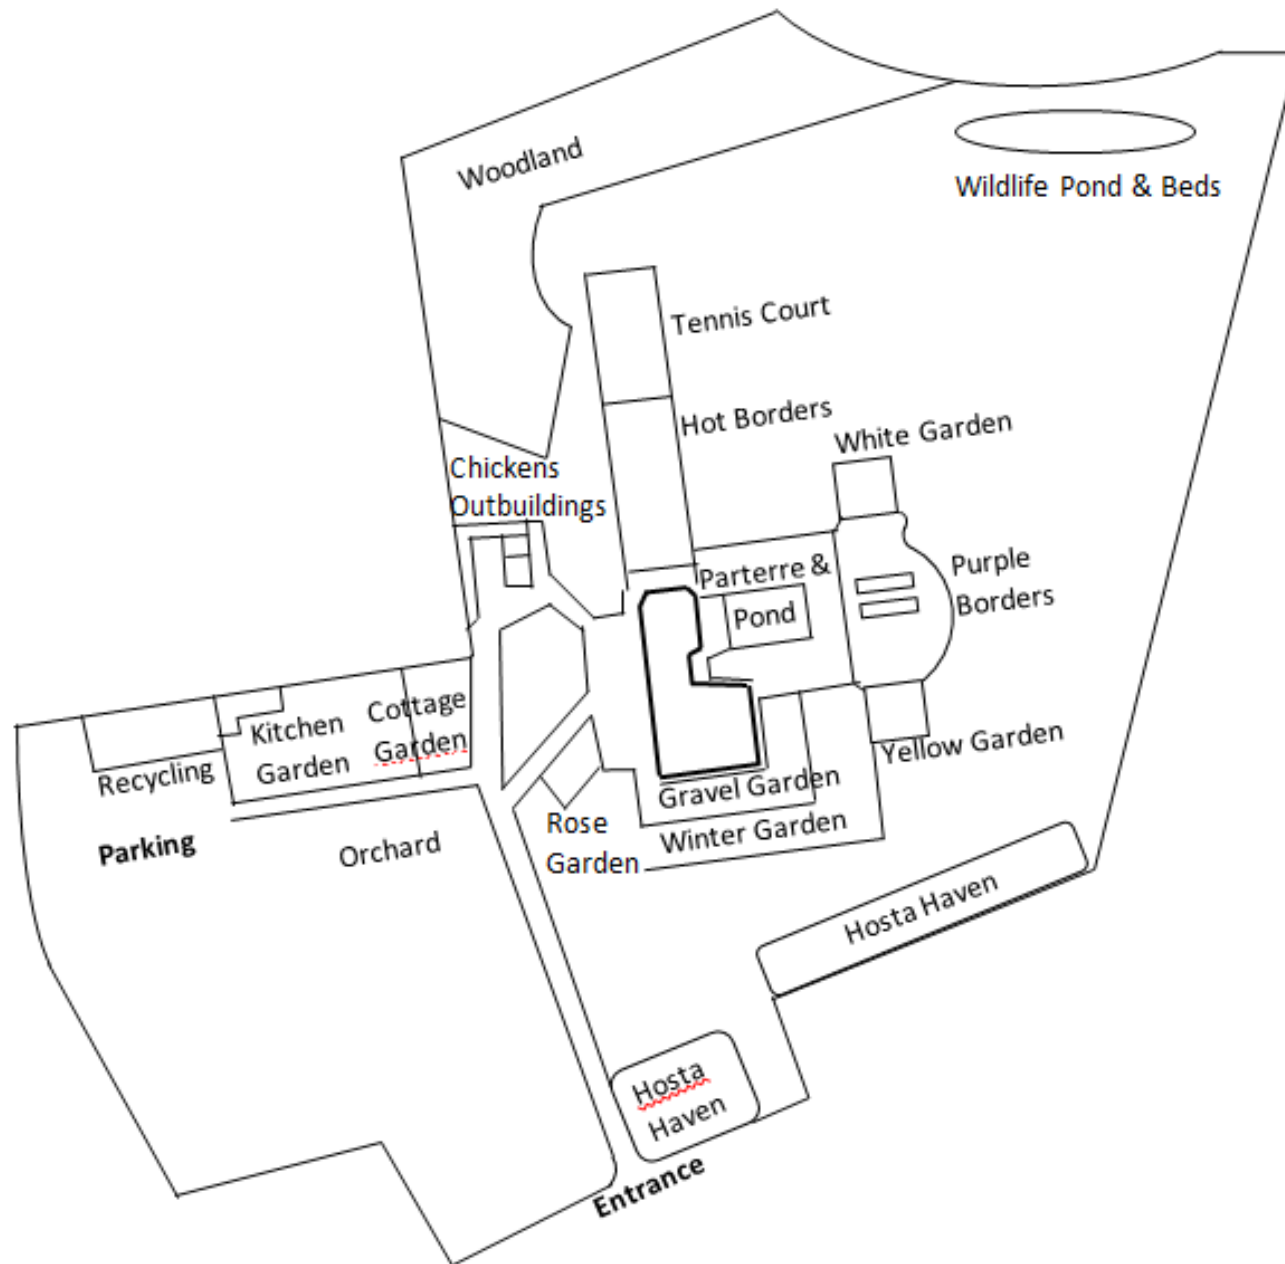 Woodland
Wildlife Pond & Beds
Tennis Court
Hot Borders
White Garden
Chickens
Outbuildings
Parterre &
Pond
Purple
Borders
Cottage
Garden
Kitchen
Garden
Recycling
Yellow Garden
Gravel Garden
Winter Garden
Rose
Garden
Parking
Orchard
Hosta Haven
Hosta
Haven
Entrance